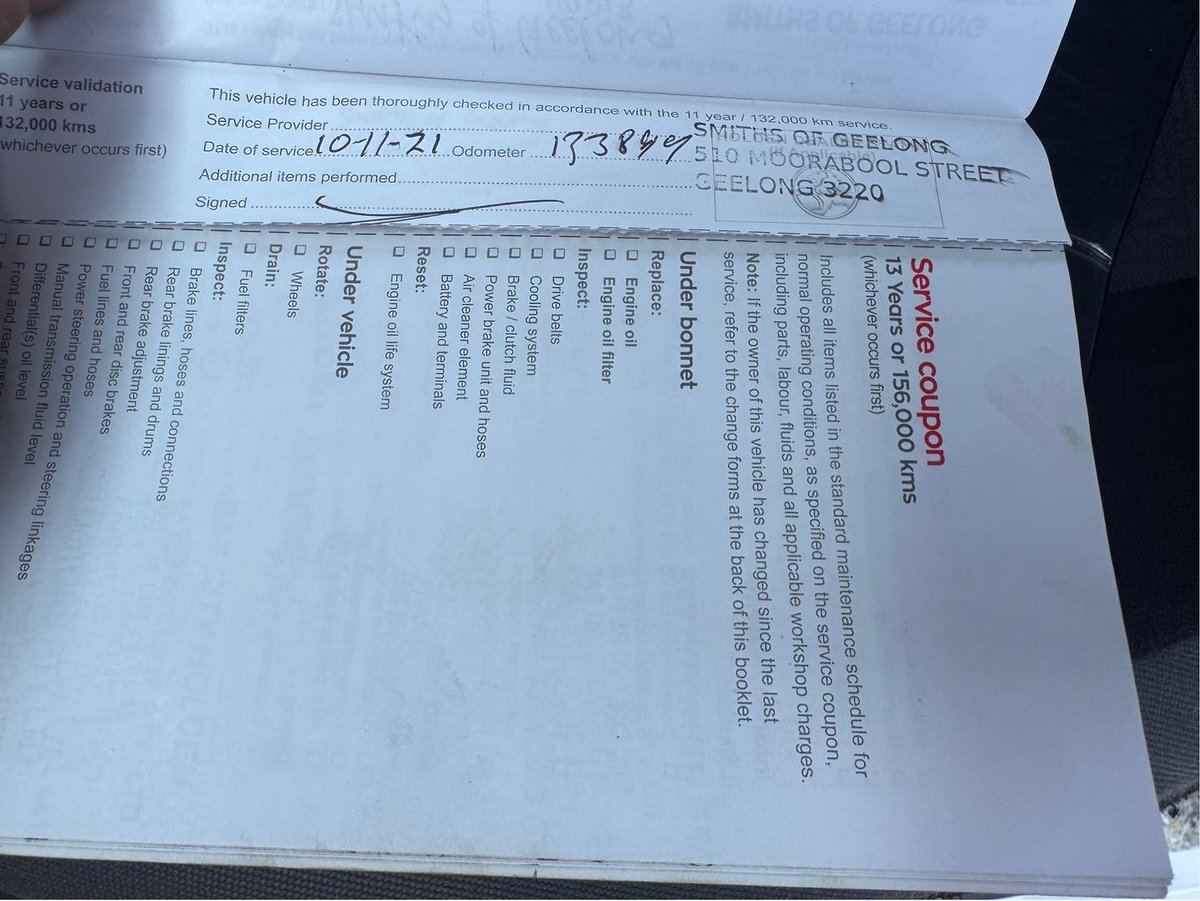 Service validation
11 years or
132,000 kms
whichever occurs first)
This vehicle has been thoroughly checked in accordance with the 11 year / 132,000 km service.
Service Provider
Date of service 10-11-21 Odometer 133899
Additional items performed
Signed
SMITHS OF GEELONG
510 MOORABOOL STREET
GEELONG 3220
Service coupon
13 Years or 156,000 kms
(whichever occurs first)
Includes all items listed in the standard maintenance schedule for
normal operating conditions, as specified on the service coupon,
including parts, labour, fluids and all applicable workshop charges.
Note: If the owner of this vehicle has changed since the last
service, refer to the change forms at the back of this booklet.
Under bonnet
Replace:
Engine oil
Engine oil filter
Inspect:
Drive belts
Cooling system
Brake / clutch fluid
Power brake unit and hoses
Air cleaner element
Battery and terminals
Reset:
Engine oil life system
Under vehicle
Rotate:
Wheels
Drain:
Fuel filters
Inspect:
Brake lines, hoses and connections
Rear brake linings and drums
Rear brake adjustment
Front and rear disc brakes
Fuel lines and hoses
Power steering operation and steering linkages
Manual transmission fluid level
Differential(s) oil level
Front and rear